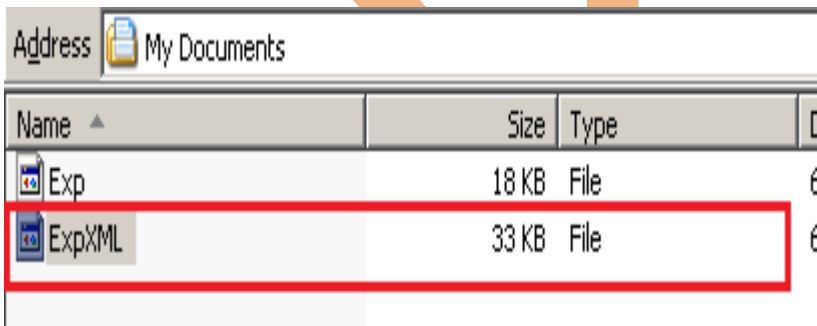 Address My Documents
Name Size Type
Exp 18 KB File
ExpXML 33 KB File